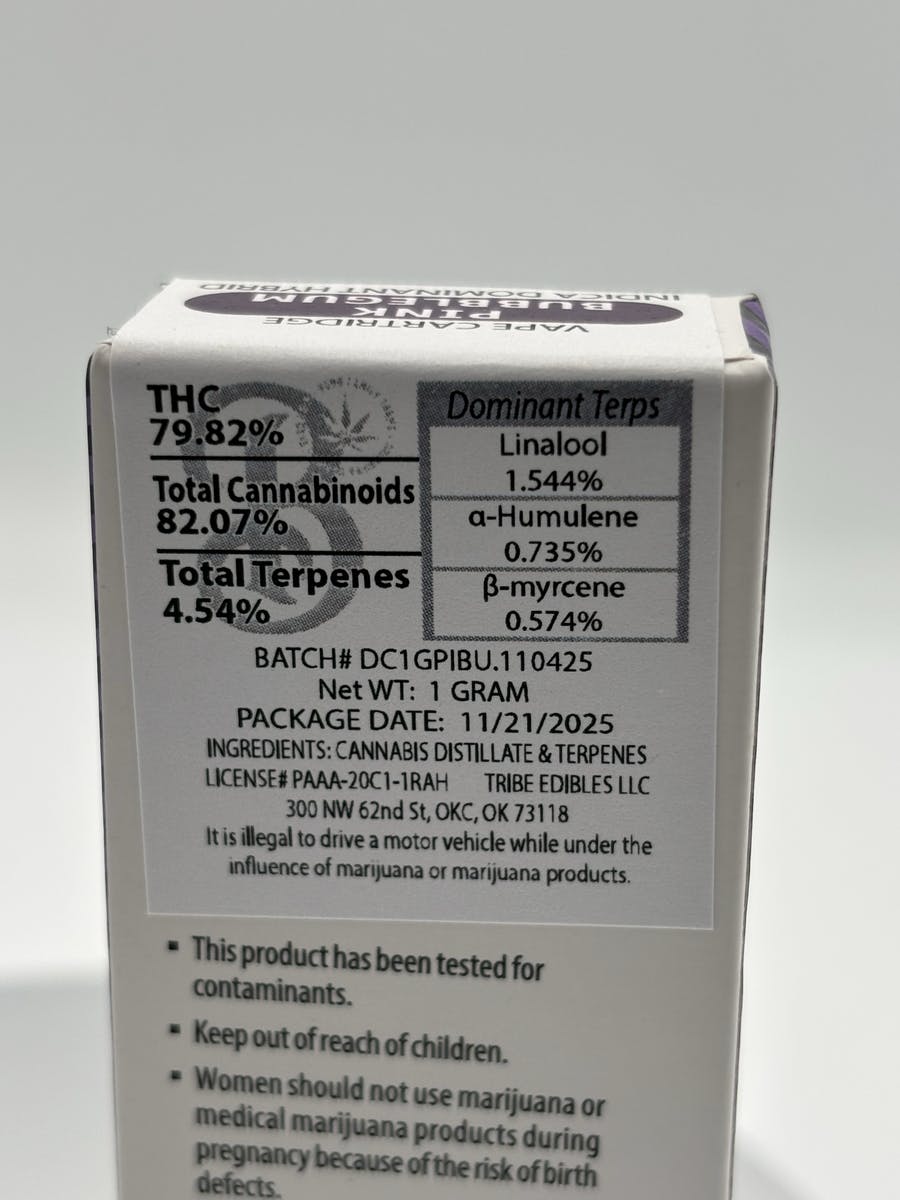 INDICA DOMINANT HYBRID
PINK
BUBBLEGUM
VAPE CARTRIDGE
THC
79.82%
Total Cannabinoids
82.07%
Total Terpenes
4.54%
Dominant Terps
Linalool
1.544%
α-Humulene
0.735%
β-myrcene
0.574%
BATCH# DC1GPIBU.110425
Net WT: 1 GRAM
PACKAGE DATE: 11/21/2025
INGREDIENTS: CANNABIS DISTILLATE & TERPENES
LICENSE# PAAA-20C1-1RAH TRIBE EDIBLES LLC
300 NW 62nd St, OKC, OK 73118
It is illegal to drive a motor vehicle while under the
influence of marijuana or marijuana products.
▪ This product has been tested for
contaminants.
▪ Keep out of reach of children.
▪ Women should not use marijuana or
medical marijuana products during
pregnancy because of the risk of birth
defects.